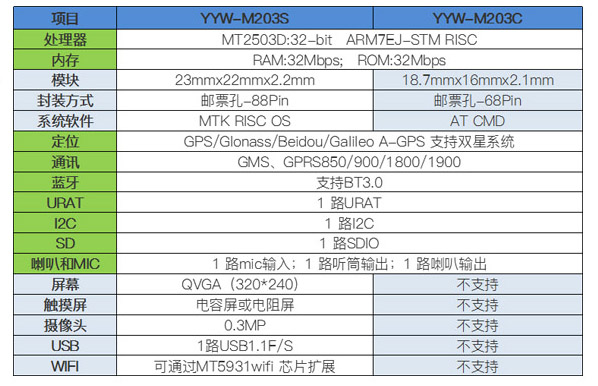 项目 YYW-M203S YYW-M203C
处理器 MT2503D:32-bit ARM7EJ-STM RISC
内存 RAM:32Mbps; ROM:32Mbps
模块 23mmx22mmx2.2mm 18.7mmx16mmx2.1mm
封装方式 邮票孔-88Pin 邮票孔-68Pin
系统软件 MTK RISC OS AT CMD
定位 GPS/Glonass/Beidou/Galileo A-GPS 支持双星系统
通讯 GMS、GPRS850/900/1800/1900
蓝牙 支持BT3.0
URAT 1 路URAT
I2C 1 路I2C
SD 1 路SDIO
喇叭和MIC 1 路mic输入；1 路听筒输出；1 路喇叭输出
屏幕 QVGA（320*240） 不支持
触摸屏 电容屏或电阻屏 不支持
摄像头 0.3MP 不支持
USB 1路USB1.1F/S 不支持
WIFI 可通过MT5931wifi 芯片扩展 不支持